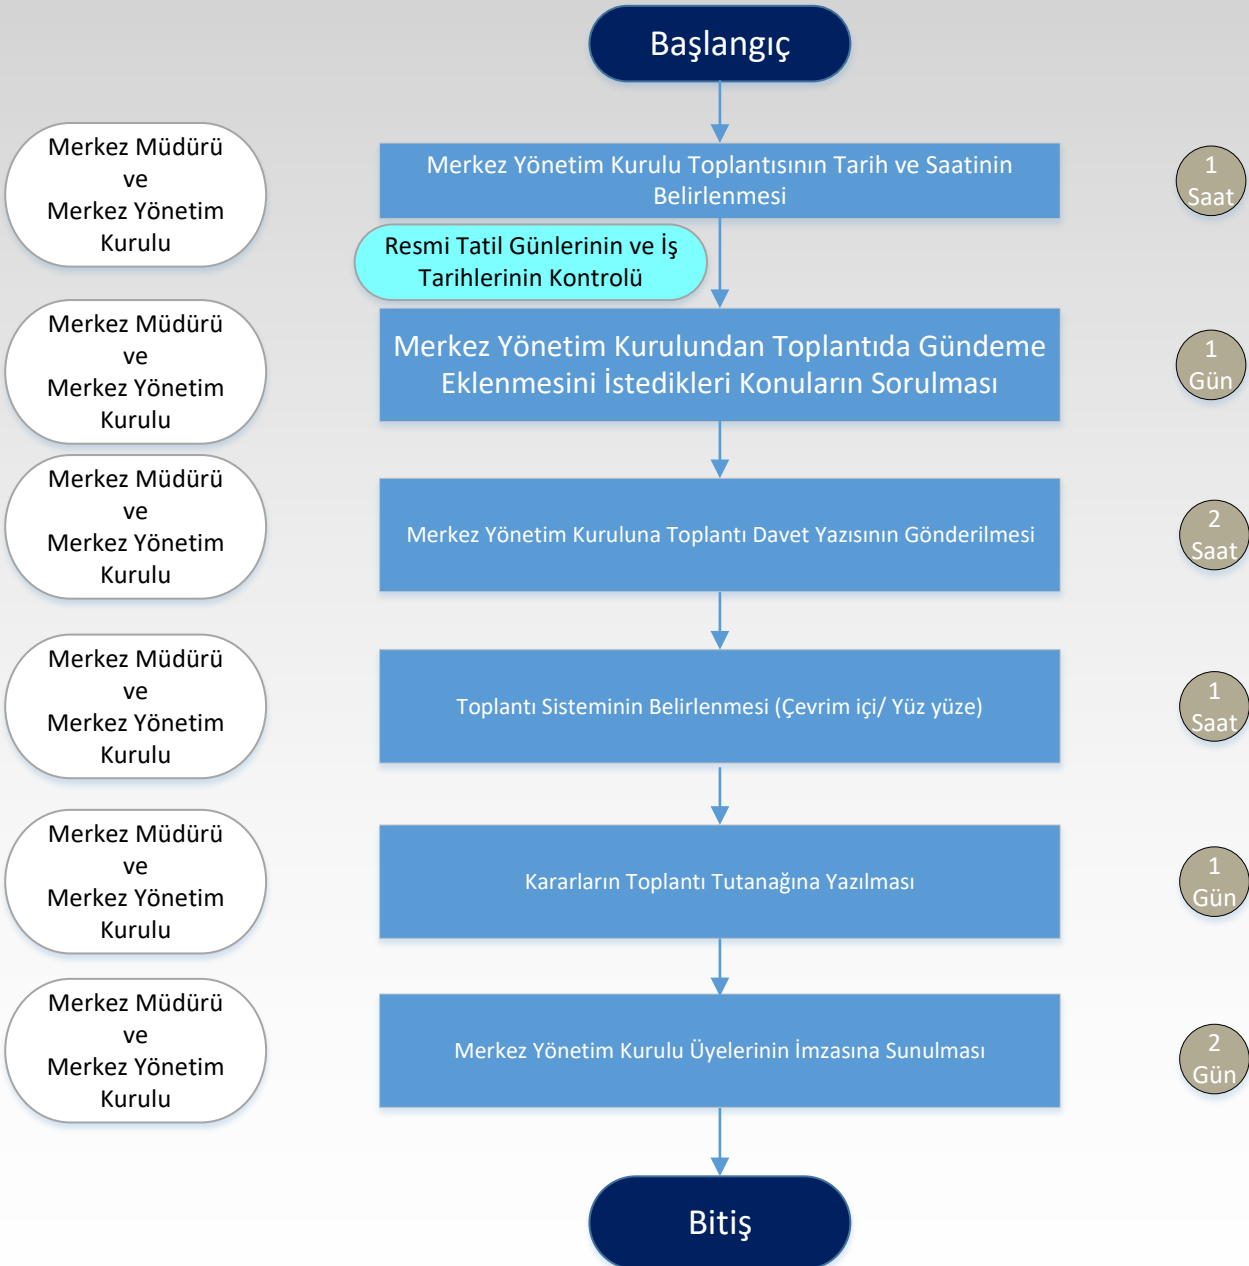 Başlangıç
Merkez Müdürü
ve
Merkez Yönetim
Kurulu
Merkez Yönetim Kurulu Toplantısının Tarih ve Saatinin
Belirlenmesi
1
Saat
Resmi Tatil Günlerinin ve İş
Tarihlerinin Kontrolü
Merkez Müdürü
ve
Merkez Yönetim
Kurulu
Merkez Yönetim Kurulundan Toplantıda Gündeme
Eklenmesini İstedikleri Konuların Sorulması
1
Gün
Merkez Müdürü
ve
Merkez Yönetim
Kurulu
Merkez Yönetim Kuruluna Toplantı Davet Yazısının Gönderilmesi
2
Saat
Merkez Müdürü
ve
Merkez Yönetim
Kurulu
Toplantı Sisteminin Belirlenmesi (Çevrim içi/ Yüz yüze)
1
Saat
Merkez Müdürü
ve
Merkez Yönetim
Kurulu
Kararların Toplantı Tutanağına Yazılması
1
Gün
Merkez Müdürü
ve
Merkez Yönetim
Kurulu
Merkez Yönetim Kurulu Üyelerinin İmzasına Sunulması
2
Gün
Bitiş